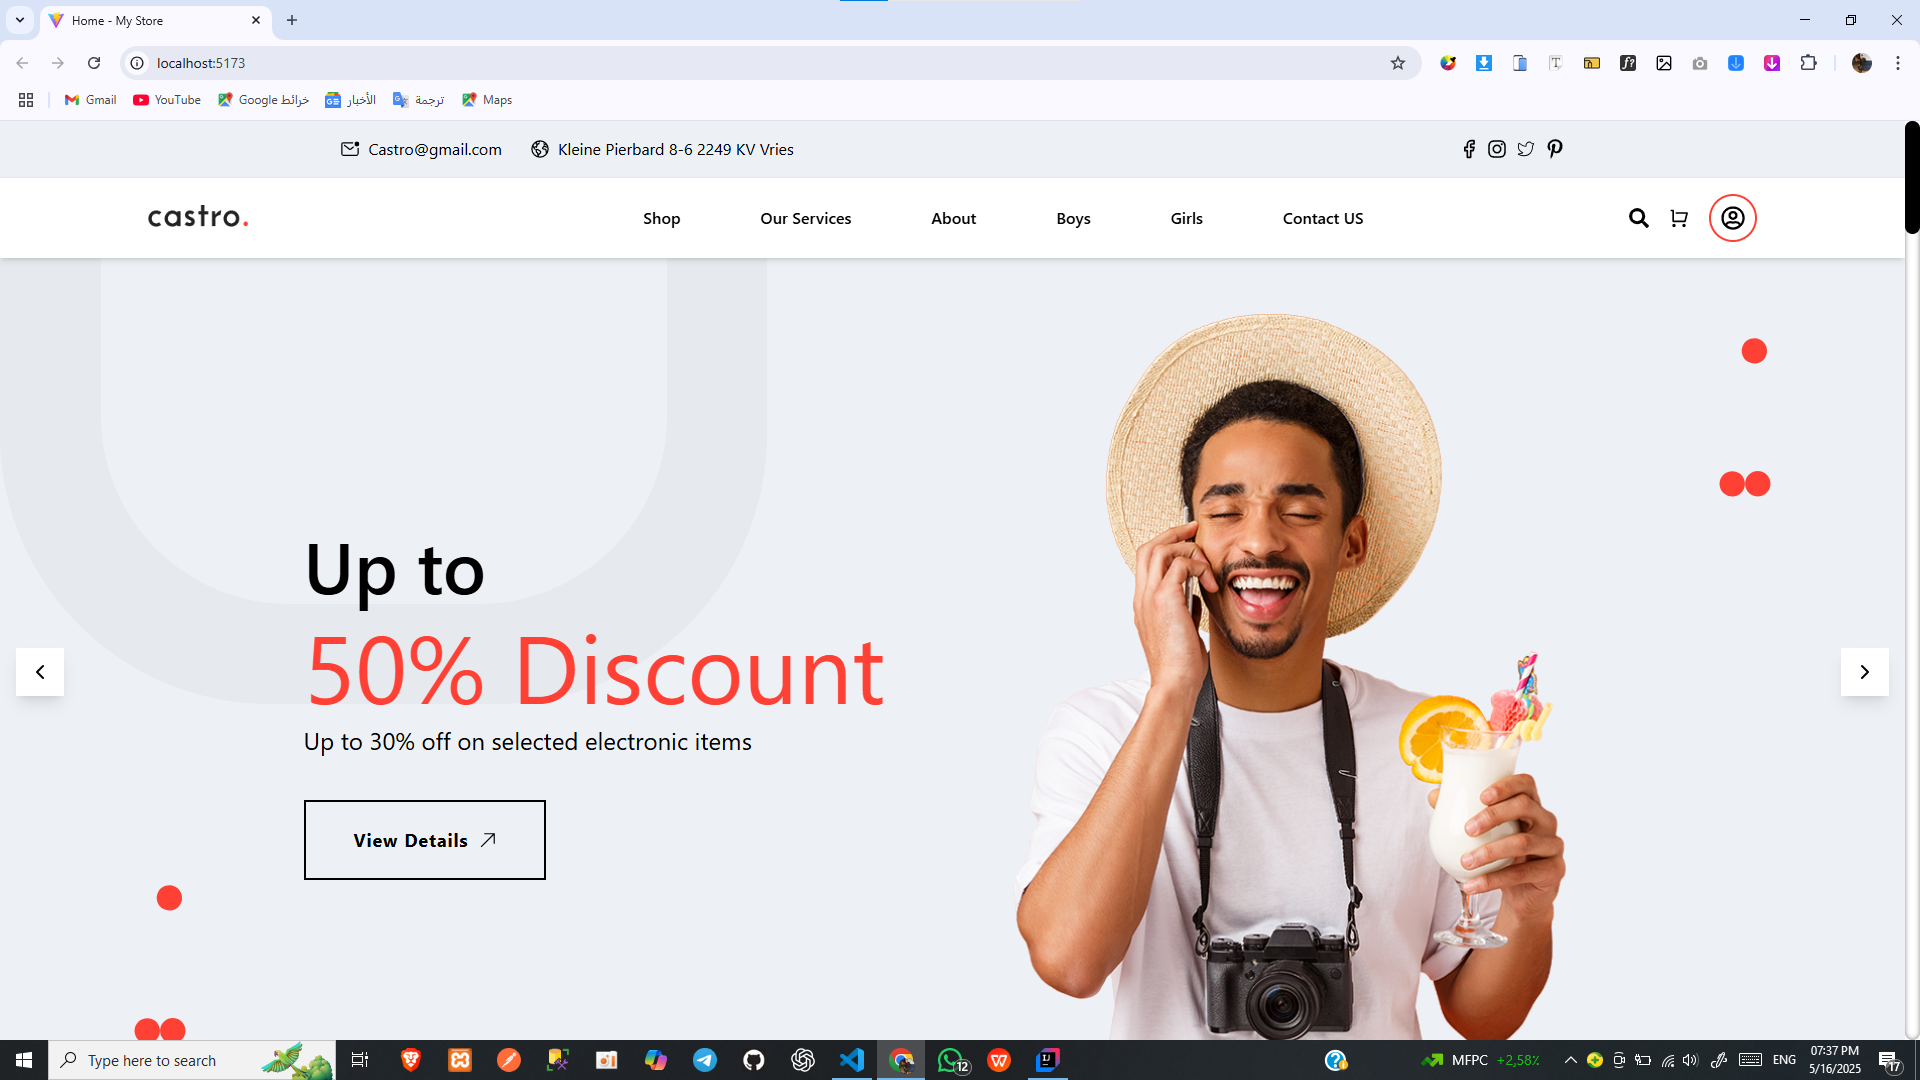 Home - My Store
localhost:5173
Gmail
YouTube
خرائط Google
الأخبار
ترجمة
Maps
Castro@gmail.com
Kleine Pierbard 8-6 2249 KV Vries
castro.
Shop
Our Services
About
Boys
Girls
Contact US
Up to
50% Discount
Up to 30% off on selected electronic items
View Details
Type here to search
12
MFPC +2,58%
ENG
07:37 PM
5/16/2025
17